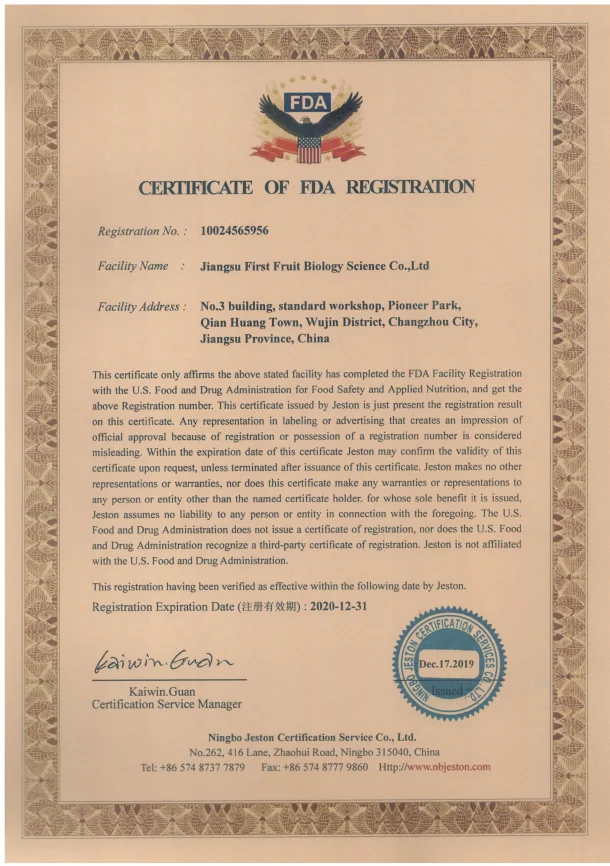 FDA
CERTIFICATE OF FDA REGISTRATION
Registration No. : 10024565956
Facility Name : Jiangsu First Fruit Biology Science Co.,Ltd
Facility Address : No.3 building, standard workshop, Pioneer Park,
Qian Huang Town, Wujin District, Changzhou City,
Jiangsu Province, China
This certificate only affirms the above stated facility has completed the FDA Facility Registration
with the U.S. Food and Drug Administration for Food Safety and Applied Nutrition, and get the
above Registration number. This certificate issued by Jeston is just present the registration result
on this certificate. Any representation in labeling or advertising that creates an impression of
official approval because of registration or possession of a registration number is considered
misleading. Within the expiration date of this certificate Jeston may confirm the validity of this
certificate upon request, unless terminated after issuance of this certificate. Jeston makes no other
representations or warranties, nor does this certificate make any warranties or representations to
any person or entity other than the named certificate holder. for whose sole benefit it is issued,
Jeston assumes no liability to any person or entity in connection with the foregoing. The U.S.
Food and Drug Administration does not issue a certificate of registration, nor does the U.S. Food
and Drug Administration recognize a third-party certificate of registration. Jeston is not affiliated
with the U.S. Food and Drug Administration.
This registration having been verified as effective within the following date by Jeston.
Registration Expiration Date (注册有效期) : 2020-12-31
Kaiwin.Guan
Kaiwin.Guan
Certification Service Manager
NINGBO JESTON CERTIFICATION SERVICES CO.,LTD
Dec.17.2019
Issued
Ningbo Jeston Certification Service Co., Ltd.
No.262, 416 Lane, Zhaohui Road, Ningbo 315040, China
Tel: +86 574 8737 7879 Fax: +86 574 8777 9860 Http://www.nbjeston.com